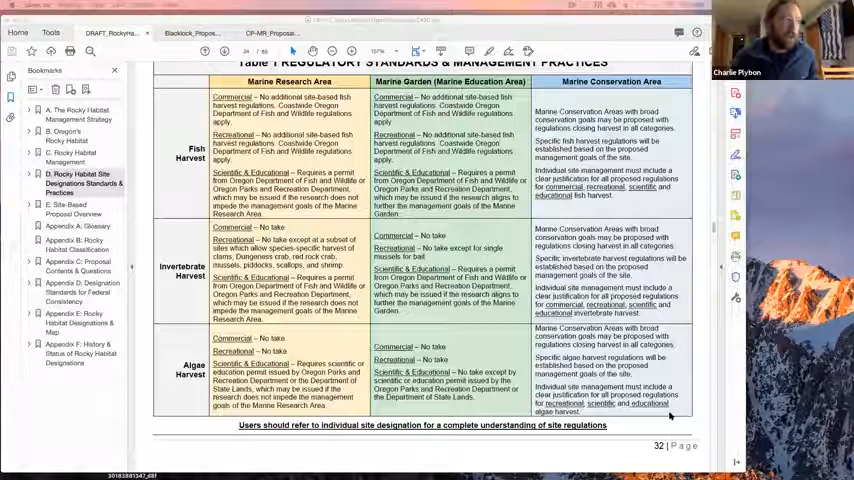 Home Tools DRAFT_RockyHa... × Blacklock_Propos... CP-MR_Proposal...
34 / 88 107%
Charlie Plybon
Bookmarks ×
A. The Rocky Habitat
Management Strategy
B. Oregon's
Rocky Habitat
C. Rocky Habitat
Management
D. Rocky Habitat Site
Designations Standards &
Practices
E. Site-Based
Proposal Overview
Appendix A: Glossary
Appendix B: Rocky
Habitat Classification
Appendix C: Proposal
Contents & Questions
Appendix D: Designation
Standards for Federal
Consistency
Appendix E: Rocky
Habitat Designations &
Map
Appendix F: History &
Status of Rocky Habitat
Designations
Table 1 REGULATORY STANDARDS & MANAGEMENT PRACTICES
Marine Research Area
Marine Garden (Marine Education Area)
Marine Conservation Area
Fish
Harvest
Commercial – No additional site-based fish
harvest regulations. Coastwide Oregon
Department of Fish and Wildlife regulations
apply.
Recreational – No additional site-based fish
harvest regulations. Coastwide Oregon
Department of Fish and Wildlife regulations
apply.
Scientific & Educational – Requires a permit
from Oregon Department of Fish and Wildlife or
Oregon Parks and Recreation Department,
which may be issued if the research does not
impede the management goals of the Marine
Research Area
Commercial – No additional site-based fish
harvest regulations. Coastwide Oregon
Department of Fish and Wildlife regulations
apply
Recreational – No additional site-based fish
harvest regulations. Coastwide Oregon
Department of Fish and Wildlife regulations
apply.
Scientific & Educational – Requires a permit
from Oregon Department of Fish and Wildlife or
Oregon Parks and Recreation Department,
which may be issued if the research aligns to
further the management goals of the Marine
Garden.
Marine Conservation Areas with broad
conservation goals may be proposed with
regulations closing harvest in all categories.
Specific fish harvest regulations will be
established based on the proposed
management goals of the site.
Individual site management must include a
clear justification for all proposed regulations
for commercial, recreational, scientific and
educational fish harvest.
Invertebrate
Harvest
Commercial – No take
Recreational – No take except at a subset of
sites which allow species-specific harvest of
clams, Dungeness crab, red rock crab,
mussels, piddocks, scallops, and shrimp.
Scientific & Educational – Requires a permit
from Oregon Department of Fish and Wildlife or
Oregon Parks and Recreation Department,
which may be issued if the research does not
impede the management goals of the Marine
Research Area.
Commercial – No take
Recreational – No take except for single
mussels for bait
Scientific & Educational – Requires a permit
from Oregon Department of Fish and Wildlife or
Oregon Parks and Recreation Department,
which may be issued if the research aligns to
further the management goals of the Marine
Garden.
Marine Conservation Areas with broad
conservation goals may be proposed with
regulations closing harvest in all categories.
Specific invertebrate harvest regulations will be
established based on the proposed
management goals of the site.
Individual site management must include a
clear justification for all proposed regulations
for commercial, recreational, scientific and
educational invertebrate harvest.
Algae
Harvest
Commercial – No take
Recreational – No take
Scientific & Educational – Requires scientific or
education permit issued by Oregon Parks and
Recreation Department or the Department of
State Lands, which may be issued if the
research does not impede the management
goals of the Marine Research Area.
Commercial – No take
Recreational – No take
Scientific & Educational – No take except by
scientific or education permit issued by the
Oregon Parks and Recreation Department or
the Department of State Lands.
Marine Conservation Areas with broad
conservation goals may be proposed with
regulations closing harvest in all categories.
Specific algae harvest regulations will be
established based on the proposed
management goals of the site.
Individual site management must include a
clear justification for all proposed regulations
for recreational, scientific and educational
algae harvest.
Users should refer to individual site designation for a complete understanding of site regulations
32 | Page